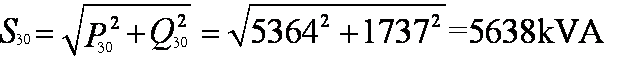 S₃₀ = √(P₃₀² + Q₃₀²) = √(5364² + 1737²) =5638kVA